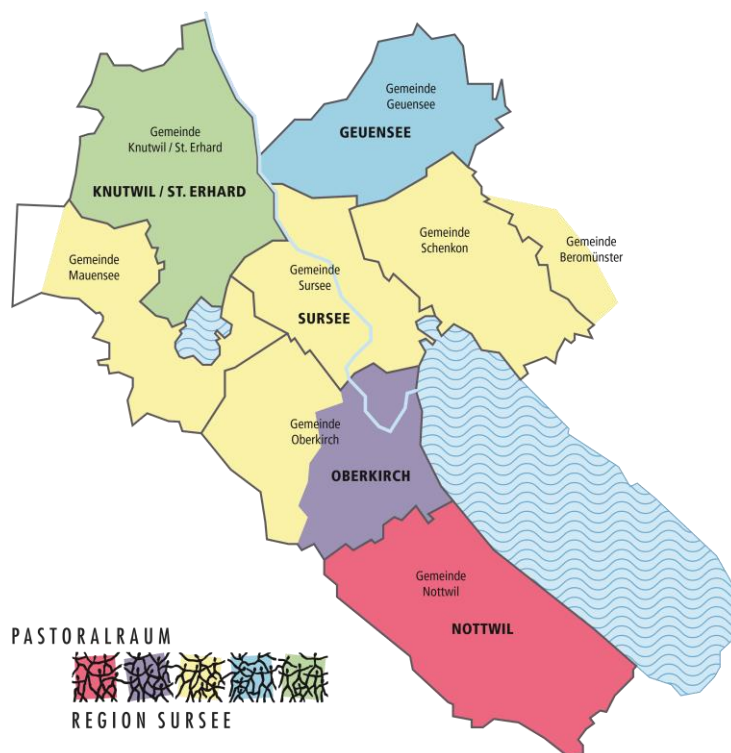 Gemeinde
Geuensee
GEUENSEE
Gemeinde
Knutwil / St. Erhard
KNUTWIL / ST. ERHARD
Gemeinde
Schenkon
Gemeinde
Beromünster
Gemeinde
Mauensee
Gemeinde
Sursee
SURSEE
Gemeinde
Oberkirch
OBERKIRCH
Gemeinde
Nottwil
NOTTWIL
PASTORALRAUM
REGION SURSEE